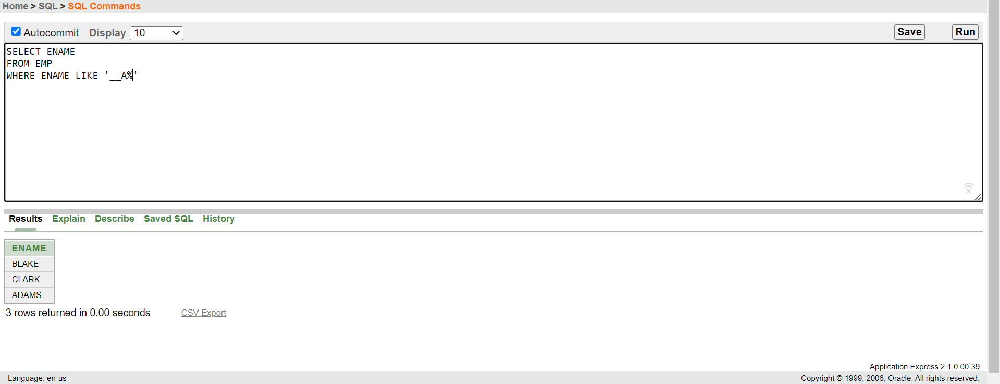 Home > SQL > SQL Commands
Autocommit Display 10 Save Run
SELECT ENAME
FROM EMP
WHERE ENAME LIKE '__A%'
Results Explain Describe Saved SQL History
ENAME
BLAKE
CLARK
ADAMS
3 rows returned in 0.00 seconds CSV Export
Application Express 2.1.0.00.39
Language: en-us Copyright © 1999, 2006, Oracle. All rights reserved.